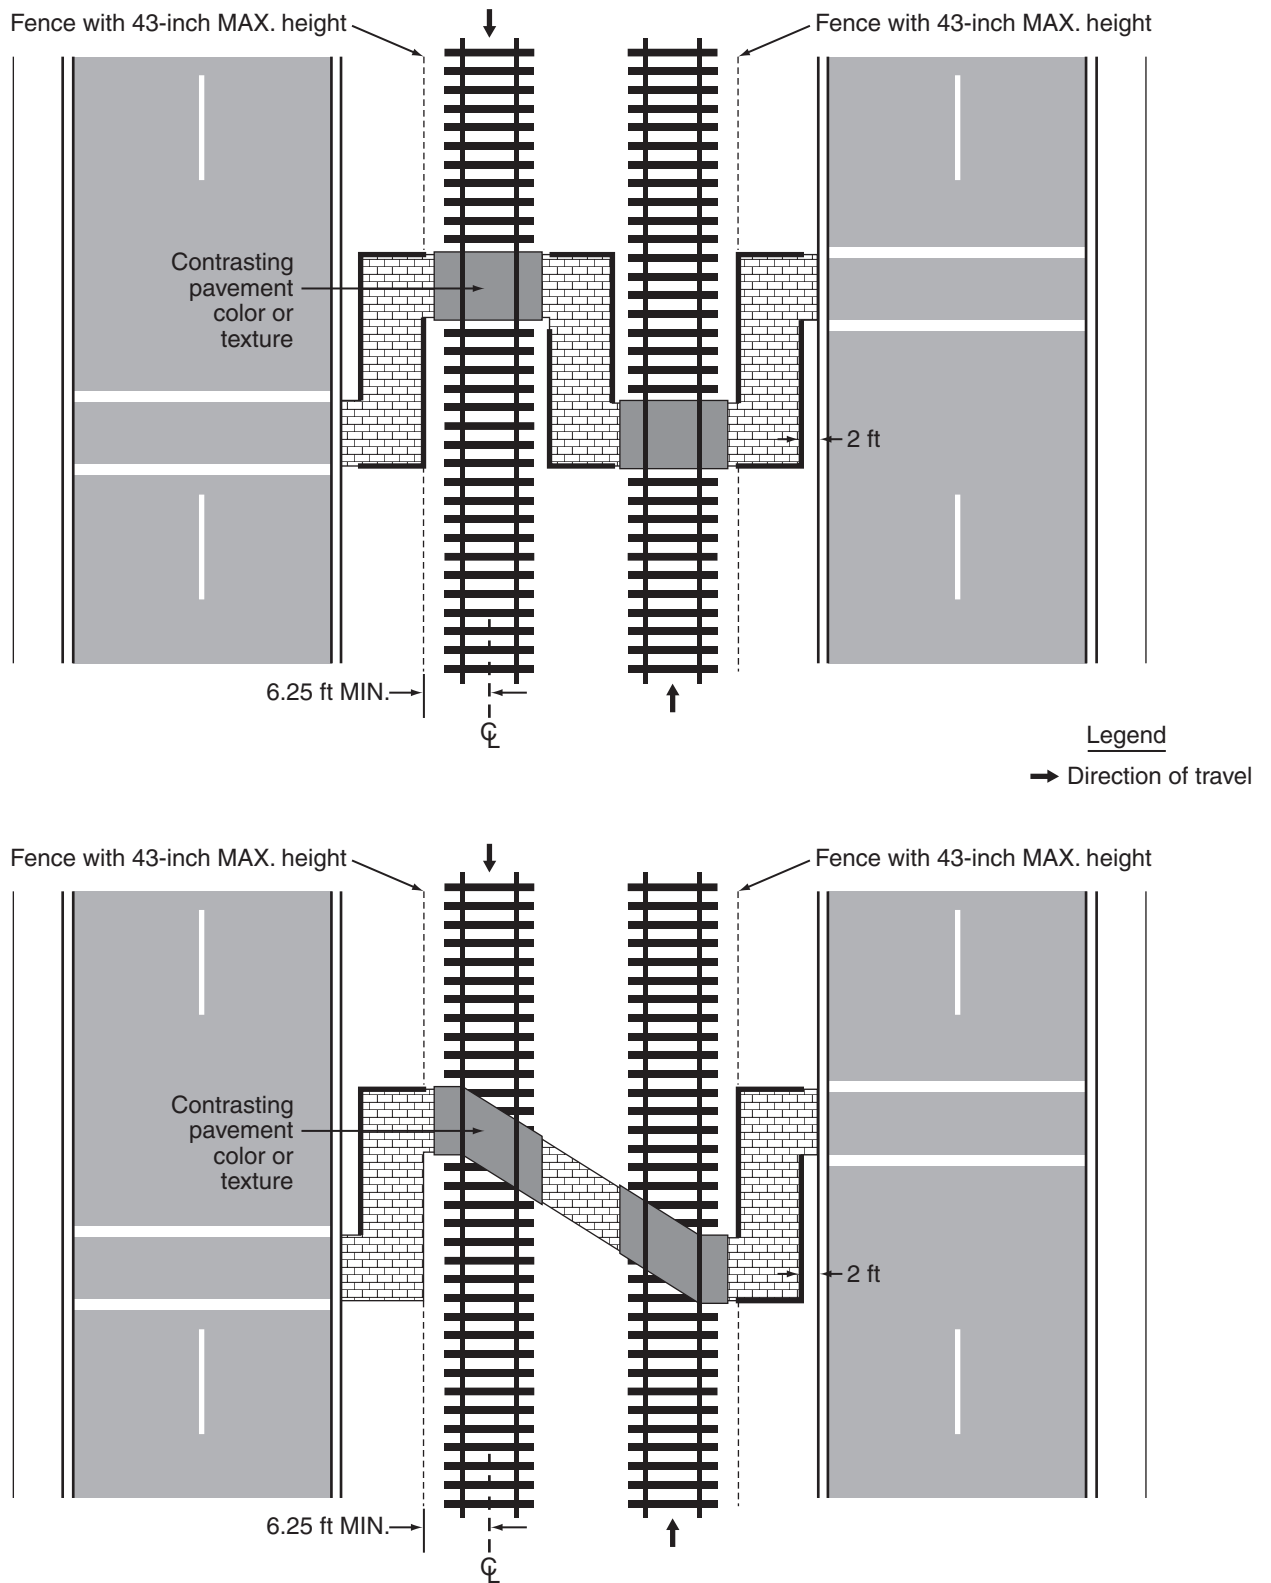 Fence with 43-inch MAX. height
Fence with 43-inch MAX. height
Contrasting
pavement
color or
texture
2 ft
6.25 ft MIN.
℄
Legend
Direction of travel
Fence with 43-inch MAX. height
Fence with 43-inch MAX. height
Contrasting
pavement
color or
texture
2 ft
6.25 ft MIN.
℄